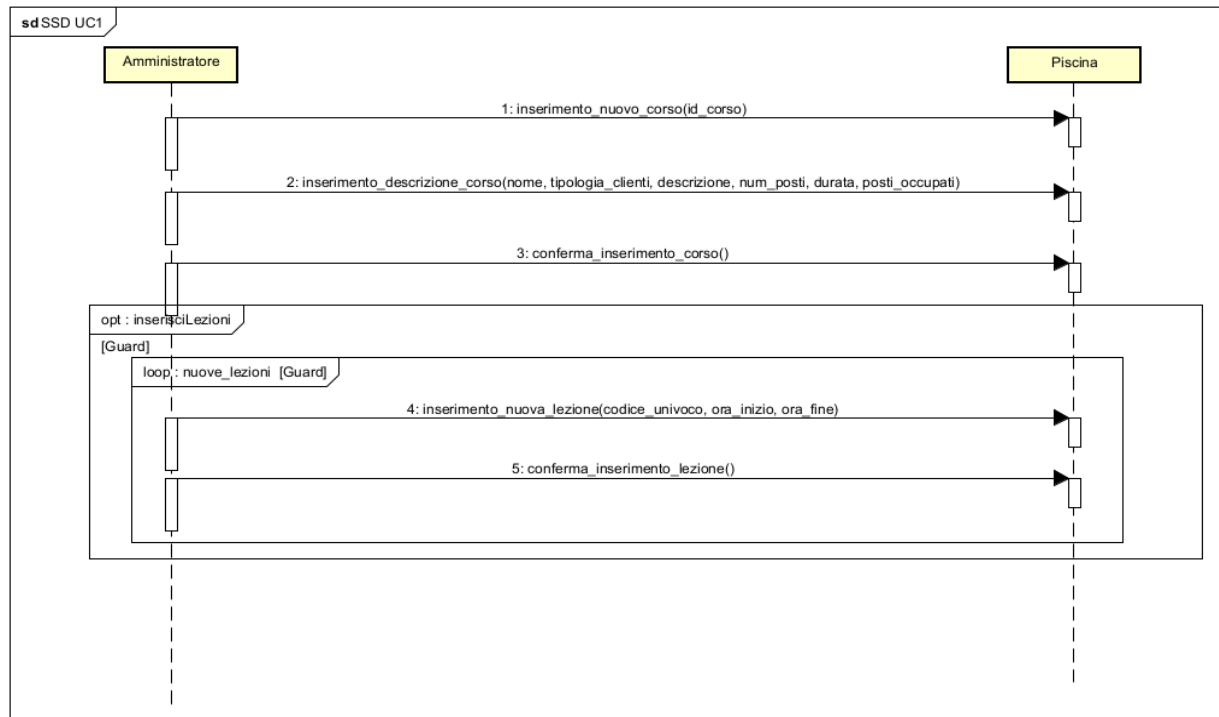 sd SSD UC1
Amministratore
Piscina
1: inserimento_nuovo_corso(id_corso)
2: inserimento_descrizione_corso(nome, tipologia_clienti, descrizione, num_posti, durata, posti_occupati)
3: conferma_inserimento_corso()
opt : inserisciLezioni
[Guard]
loop : nuove_lezioni [Guard]
4: inserimento_nuova_lezione(codice_univoco, ora_inizio, ora_fine)
5: conferma_inserimento_lezione()